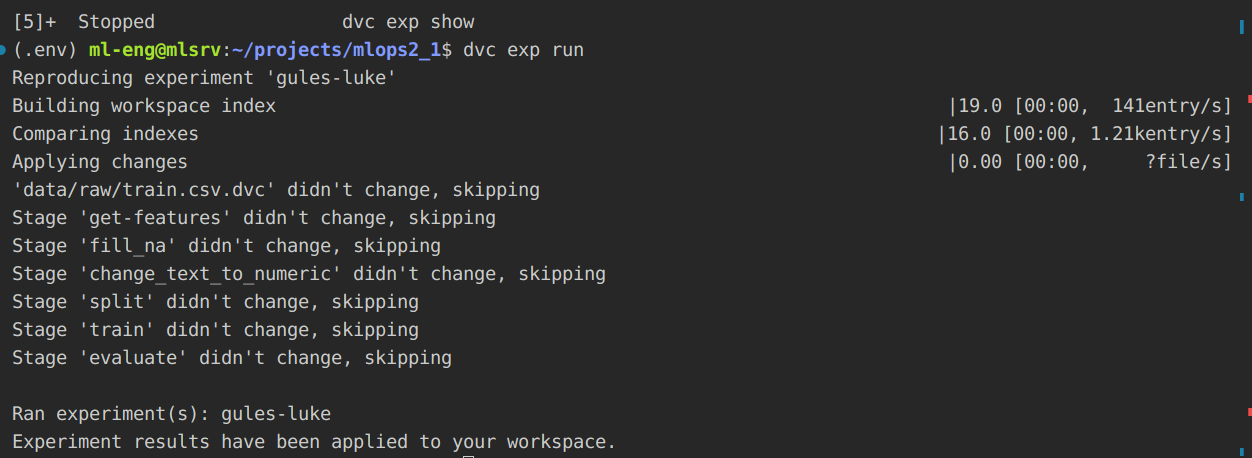 [5]+  Stopped                 dvc exp show
(.env) ml-eng@mlsrv:~/projects/mlops2_1$ dvc exp run
Reproducing experiment 'gules-luke'
Building workspace index |19.0 [00:00,  141entry/s]
Comparing indexes |16.0 [00:00, 1.21kentry/s]
Applying changes |0.00 [00:00,     ?file/s]
'data/raw/train.csv.dvc' didn't change, skipping
Stage 'get-features' didn't change, skipping
Stage 'fill_na' didn't change, skipping
Stage 'change_text_to_numeric' didn't change, skipping
Stage 'split' didn't change, skipping
Stage 'train' didn't change, skipping
Stage 'evaluate' didn't change, skipping
Ran experiment(s): gules-luke
Experiment results have been applied to your workspace.